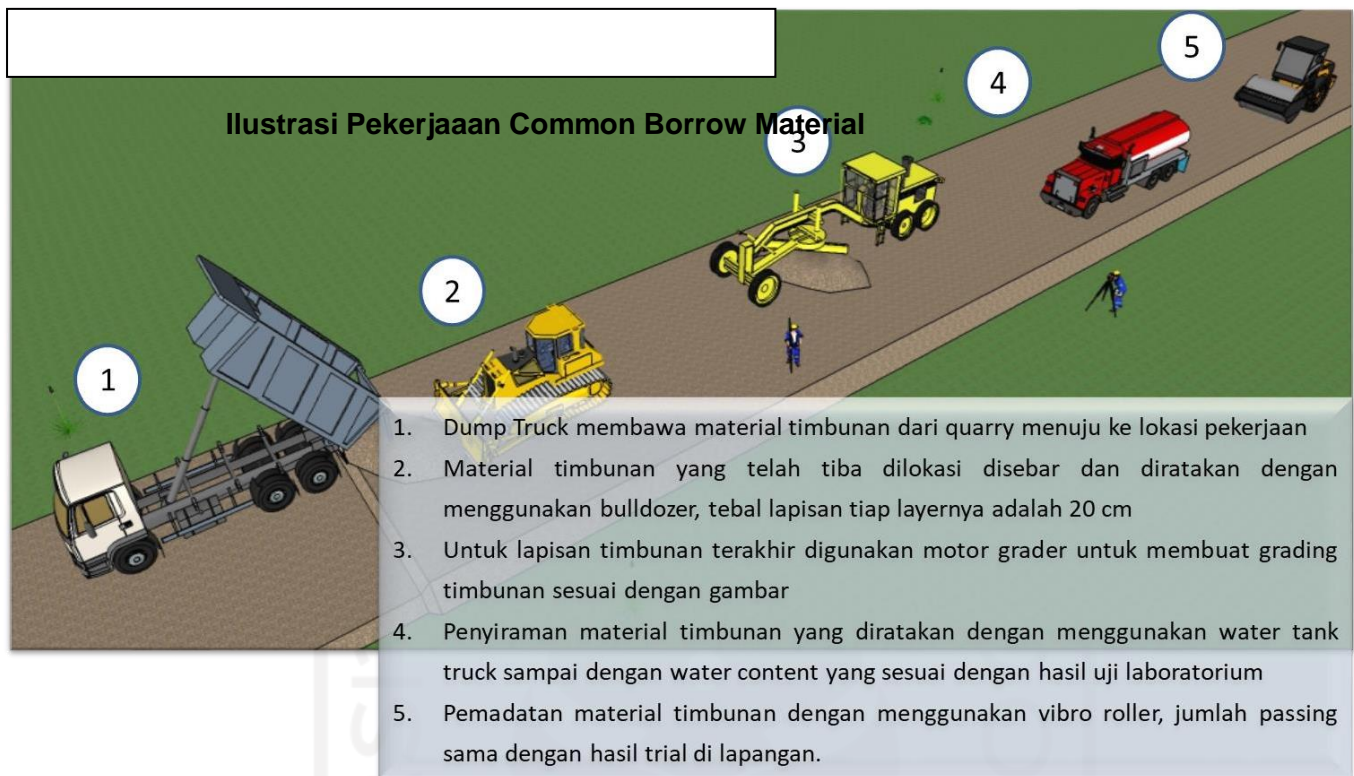 Ilustrasi Pekerjaaan Common Borrow Material
1
2
3
4
5
1. Dump Truck membawa material timbunan dari quarry menuju ke lokasi pekerjaan
2. Material timbunan yang telah tiba dilokasi disebar dan diratakan dengan
menggunakan bulldozer, tebal lapisan tiap layernya adalah 20 cm
3. Untuk lapisan timbunan terakhir digunakan motor grader untuk membuat grading
timbunan sesuai dengan gambar
4. Penyiraman material timbunan yang diratakan dengan menggunakan water tank
truck sampai dengan water content yang sesuai dengan hasil uji laboratorium
5. Pemadatan material timbunan dengan menggunakan vibro roller, jumlah passing
sama dengan hasil trial di lapangan.